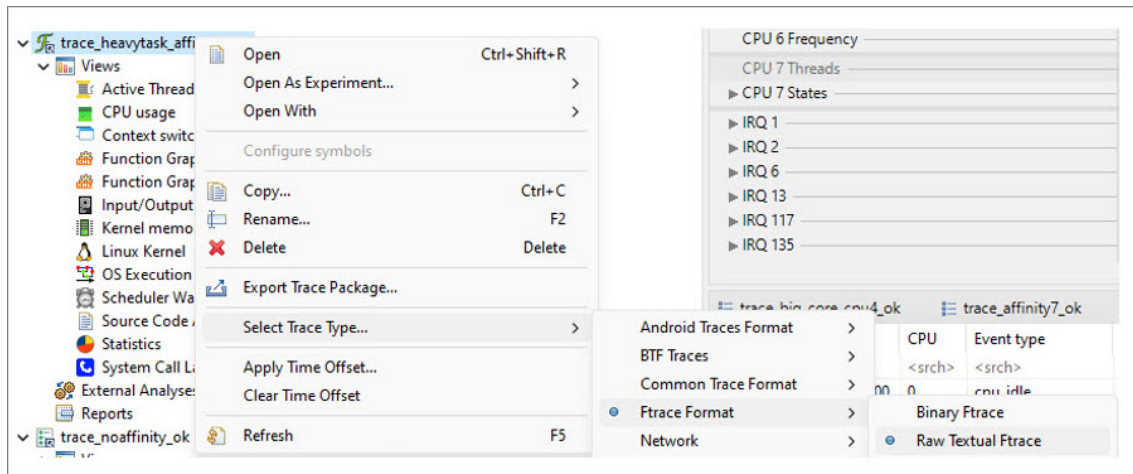 trace_heavytask_affi
Views
Active Thread
CPU usage
Context switc
Function Grap
Function Grap
Input/Output
Kernel memo
Linux Kernel
OS Execution
Scheduler Wa
Source Code
Statistics
System Call La
External Analyse
Reports
trace_noaffinity_ok
Open Ctrl+Shift+R
Open As Experiment... >
Open With >
Configure symbols
Copy... Ctrl+C
Rename... F2
Delete Delete
Export Trace Package...
Select Trace Type... >
Apply Time Offset...
Clear Time Offset
Refresh F5
Android Traces Format >
BTF Traces >
Common Trace Format >
Ftrace Format >
Network >
Binary Ftrace
Raw Textual Ftrace
CPU 6 Frequency
CPU 7 Threads
CPU 7 States
IRQ 1
IRQ 2
IRQ 6
IRQ 13
IRQ 117
IRQ 135
trace_big_core_cpu4_ok trace_affinity7_ok
CPU Event type
<srch> <srch>
00 0 cpu_idle